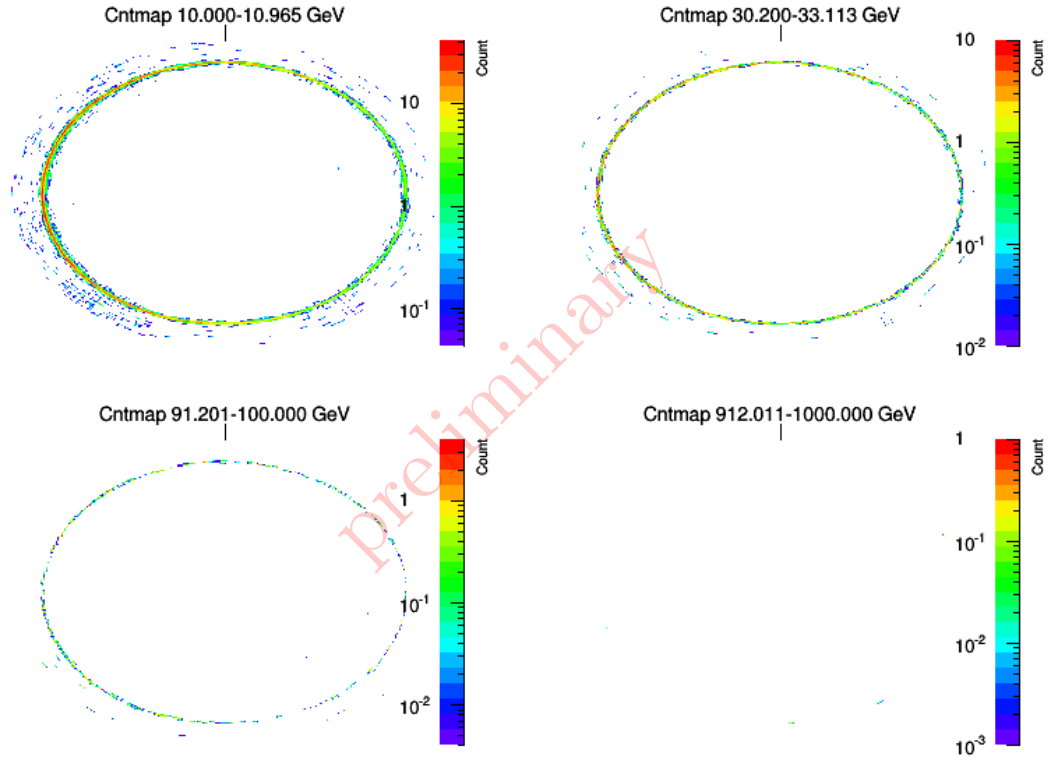 Cntmap 10.000-10.965 GeV
Count
10
1
10-1
Cntmap 30.200-33.113 GeV
Count
10
1
10-1
10-2
preliminary
Cntmap 91.201-100.000 GeV
Count
1
10-1
10-2
Cntmap 912.011-1000.000 GeV
Count
1
10-1
10-2
10-3